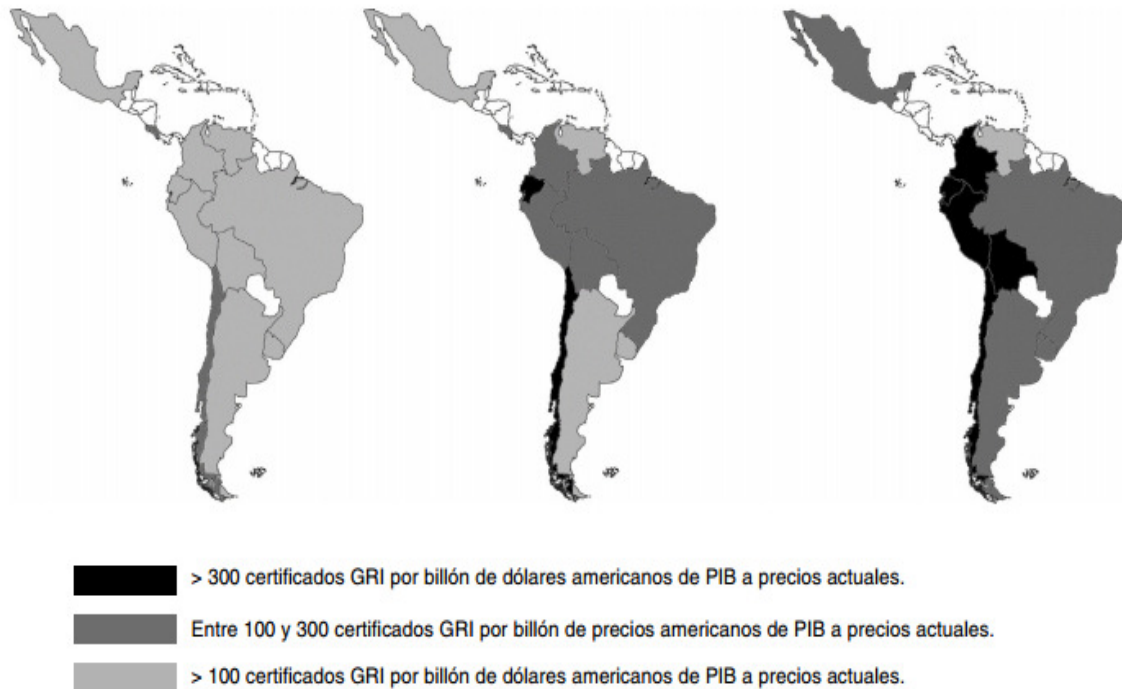 > 300 certificados GRI por billón de dólares americanos de PIB a precios actuales.
Entre 100 y 300 certificados GRI por billón de precios americanos de PIB a precios actuales.
> 100 certificados GRI por billón de dólares americanos de PIB a precios actuales.